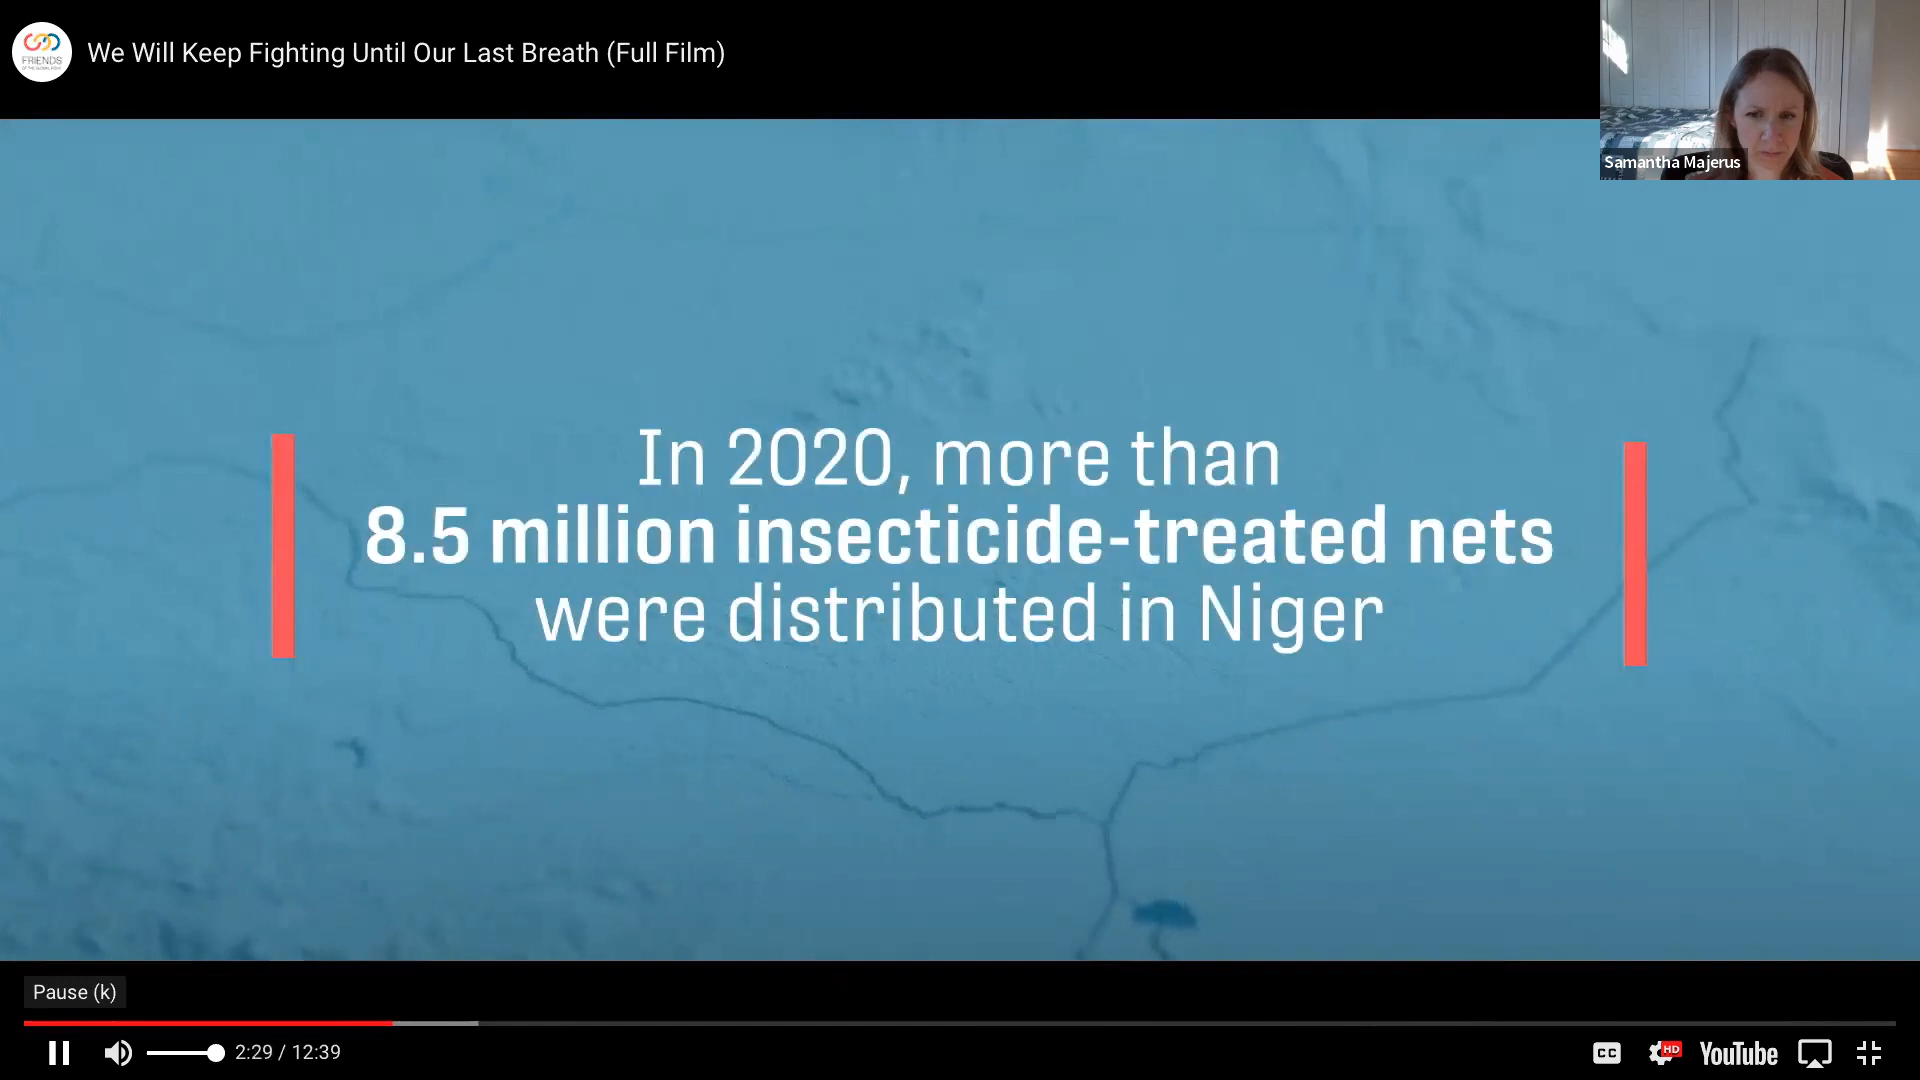 FRIENDS
We Will Keep Fighting Until Our Last Breath (Full Film)
Samantha Majerus
In 2020, more than
8.5 million insecticide-treated nets
were distributed in Niger
Pause (k)
2:29 / 12:39
CC
HD
YouTube